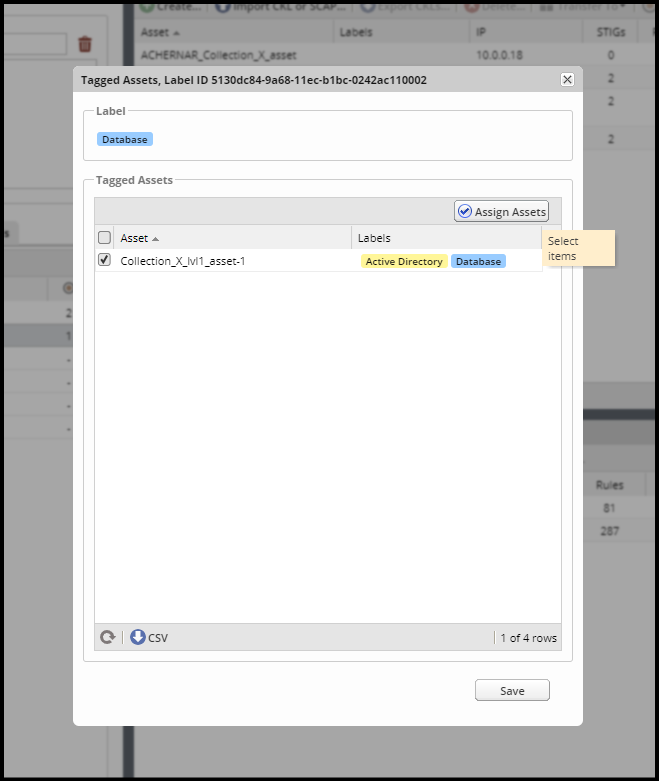 Create... Import CKL or SCAP... Export CKLs... Delete... Transfer To
Asset Labels IP STIGs
ACHERNAR_Collection_X_asset 10.0.0.18 0
2
2
2
Tagged Assets, Label ID 5130dc84-9a68-11ec-b1bc-0242ac110002
Label
Database
Tagged Assets
Assign Assets
Asset Labels
Select
items
Collection_X_lvl1_asset-1 Active Directory Database
2
1
-
-
-
-
Rules
81
287
CSV 1 of 4 rows
Save